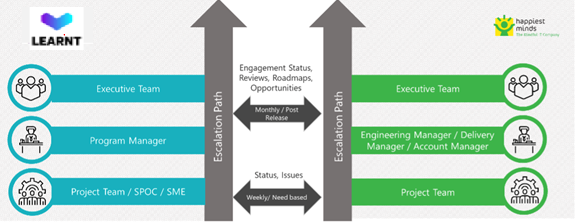 LEARNT
happiest
minds
The Mindful IT Company
Engagement Status,
Reviews, Roadmaps,
Opportunities
Executive Team
Executive Team
Monthly / Post
Release
Escalation Path
Escalation Path
Program Manager
Engineering Manager / Delivery
Manager / Account Manager
Status, Issues
Project Team / SPOC / SME
Weekly/ Need based
Project Team